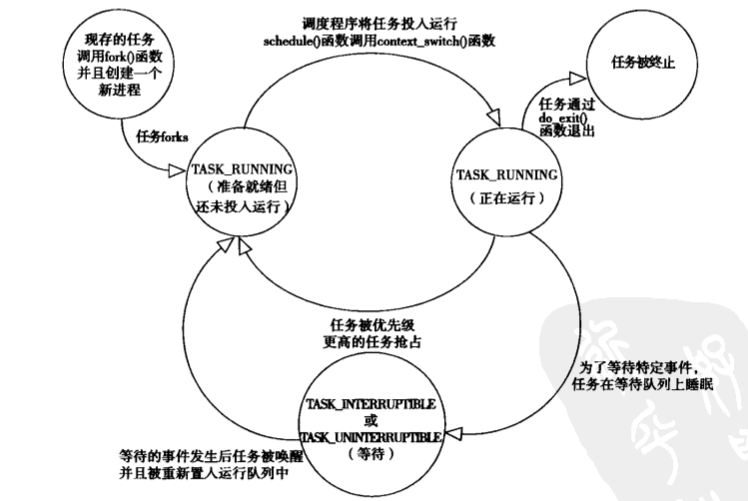 现存的任务
调用fork()函数
并且创建一个
新进程
调度程序将任务投入运行
schedule()函数调用context_switch()函数
任务被终止
任务通过
do_exit()
函数退出
任务forks
TASK_RUNNING
（准备就绪但
还未投入运行）
TASK_RUNNING
（正在运行）
任务被优先级
更高的任务抢占
为了等待特定事件，
任务在等待队列上睡眠
TASK_INTERRUPTIBLE
或
TASK_UNINTERRUPTIBLE
（等待）
等待的事件发生后任务被唤醒
并且被重新置入运行队列中